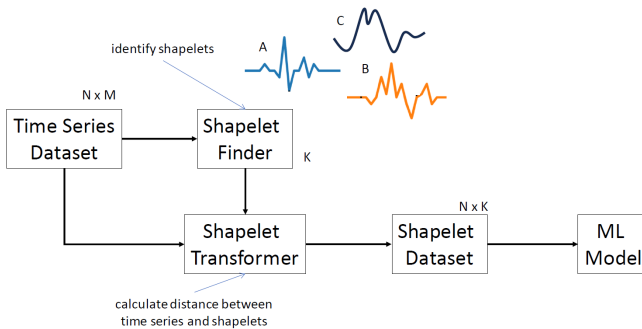 identify shapelets
A
C
B
N x M
Time Series
Dataset
Shapelet
Finder
K
Shapelet
Transformer
N x K
Shapelet
Dataset
ML
Model
calculate distance between
time series and shapelets